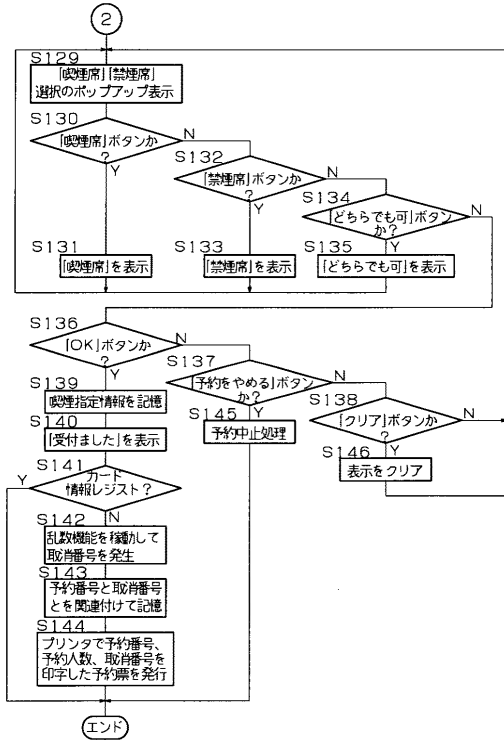 2
S129
「喫煙席」「禁煙席」
選択のポップアップ表示
S130
「喫煙席」ボタンか
?
N
Y
S132
「禁煙席」ボタンか
?
N
Y
S134
「どちらでも可」ボタン
か?
N
Y
S131
「喫煙席」を表示
S133
「禁煙席」を表示
S135
「どちらでも可」を表示
S136
「OK」ボタンか
?
N
Y
S137
「予約をやめる」ボタン
か?
N
Y
S138
「クリア」ボタンか
?
N
Y
S139
喫煙指定情報を記憶
S145
予約中止処理
S140
「受付ました」を表示
S146
表示をクリア
S141
カード
情報レジスト?
Y
N
S142
乱数機能を稼動して
取消番号を発生
S143
予約番号と取消番号
とを関連付けて記憶
S144
プリンタで予約番号、
予約人数、取消番号を
印字した予約票を発行
エンド